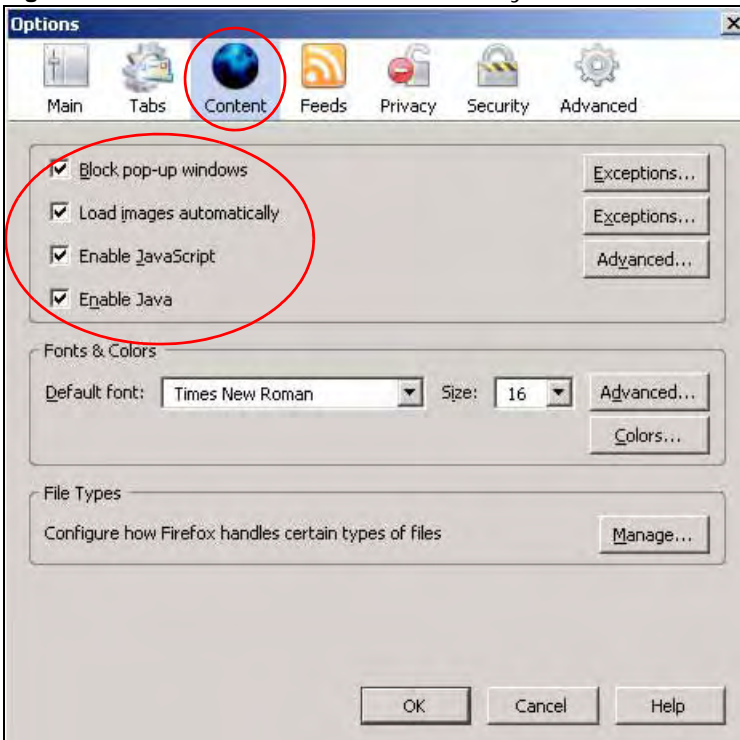 Options
Main Tabs Content Feeds Privacy Security Advanced
Block pop-up windows Exceptions...
Load images automatically Exceptions...
Enable JavaScript Advanced...
Enable Java
Fonts & Colors
Default font: Times New Roman Size: 16 Advanced...
Colors...
File Types
Configure how Firefox handles certain types of files Manage...
OK Cancel Help